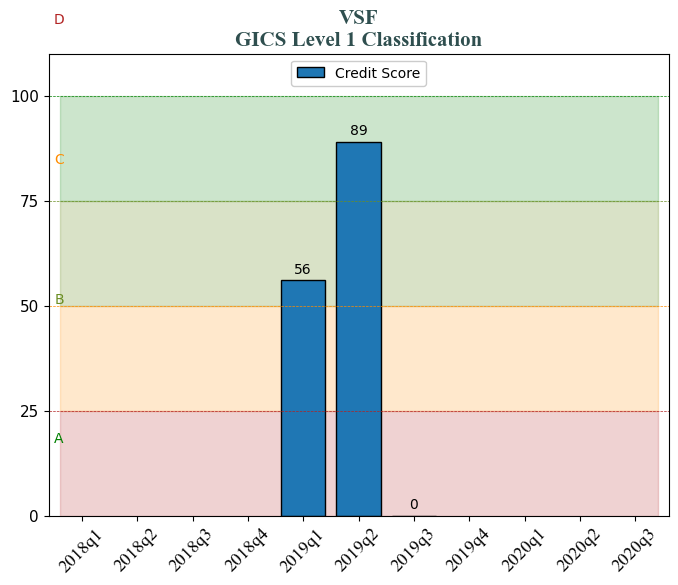 D
VSF
GICS Level 1 Classification
Credit Score
100
89
C
75
56
B
50
25
A
0
0
2018q1 2018q2 2018q3 2018q4 2019q1 2019q2 2019q3 2019q4 2020q1 2020q2 2020q3